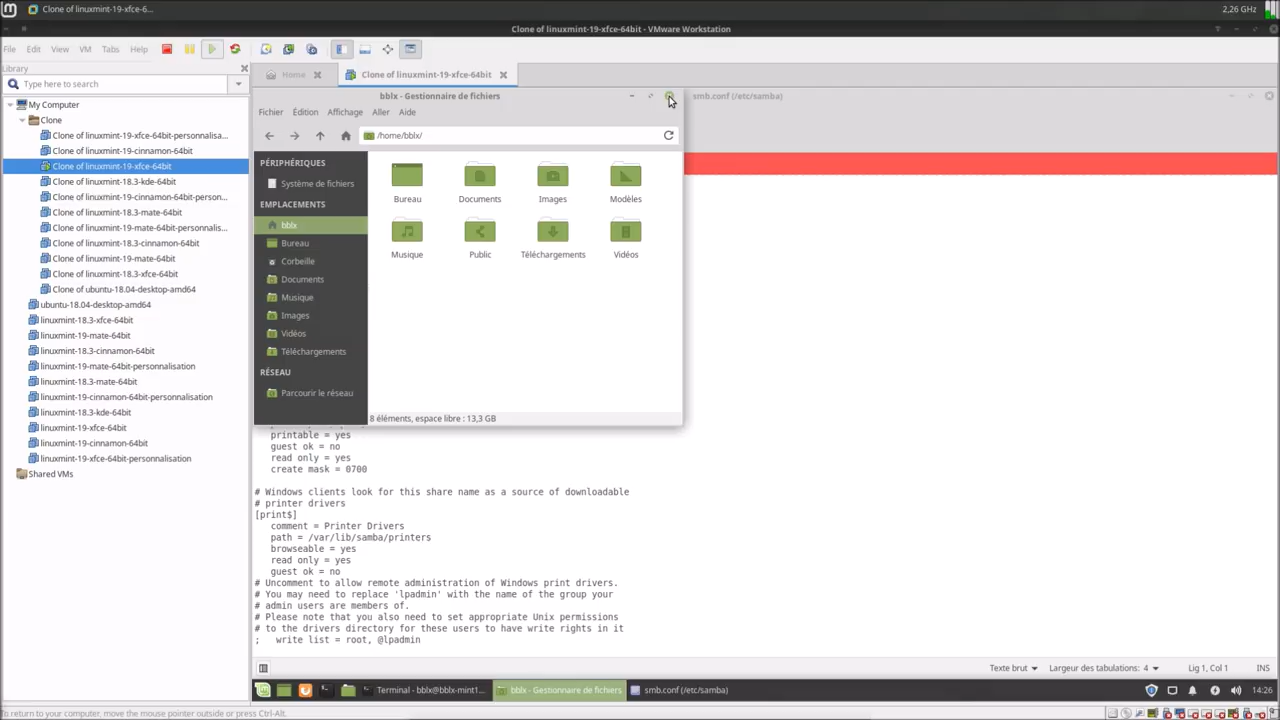 Clone of linuxmint-19-xfce-6...
2,26 GHz
Clone of linuxmint-19-xfce-64bit - VMware Workstation
File Edit View VM Tabs Help
Library
Home
Clone of linuxmint-19-xfce-64bit
Type here to search
My Computer
Clone
Clone of linuxmint-19-xfce-64bit-personnalisa...
Clone of linuxmint-19-cinnamon-64bit
Clone of linuxmint-19-xfce-64bit
Clone of linuxmint-18.3-kde-64bit
Clone of linuxmint-19-cinnamon-64bit-person...
Clone of linuxmint-18.3-mate-64bit
Clone of linuxmint-19-mate-64bit-personnalis...
Clone of linuxmint-18.3-cinnamon-64bit
Clone of linuxmint-19-mate-64bit
Clone of linuxmint-18.3-xfce-64bit
Clone of ubuntu-18.04-desktop-amd64
ubuntu-18.04-desktop-amd64
linuxmint-18.3-xfce-64bit
linuxmint-19-mate-64bit
linuxmint-18.3-cinnamon-64bit
linuxmint-19-mate-64bit-personnalisation
linuxmint-18.3-mate-64bit
linuxmint-19-cinnamon-64bit-personnalisation
linuxmint-18.3-kde-64bit
linuxmint-19-xfce-64bit
linuxmint-19-cinnamon-64bit
linuxmint-19-xfce-64bit-personnalisation
Shared VMs
bblx - Gestionnaire de fichiers
smb.conf (/etc/samba)
Fichier Édition Affichage Aller Aide
/home/bblx/
PÉRIPHÉRIQUES
Système de fichiers
EMPLACEMENTS
bblx
Bureau
Corbeille
Documents
Musique
Images
Vidéos
Téléchargements
RÉSEAU
Parcourir le réseau
Bureau Documents Images Modèles
Musique Public Téléchargements Vidéos
8 éléments, espace libre : 13,3 GB
printable = yes
guest ok = no
read only = yes
create mask = 0700
# Windows clients look for this share name as a source of downloadable
# printer drivers
[print$]
comment = Printer Drivers
path = /var/lib/samba/printers
browseable = yes
read only = yes
guest ok = no
# Uncomment to allow remote administration of Windows print drivers.
# You may need to replace 'lpadmin' with the name of the group your
# admin users are members of.
# Please note that you also need to set appropriate Unix permissions
# to the drivers directory for these users to have write rights in it
; write list = root, @lpadmin
Texte brut Largeur des tabulations: 4 Lig 1, Col 1 INS
Terminal - bblx@bblx-mint1...
bblx - Gestionnaire de fichiers
smb.conf (/etc/samba)
14:26
To return to your computer, move the mouse pointer outside or press Ctrl-Alt.